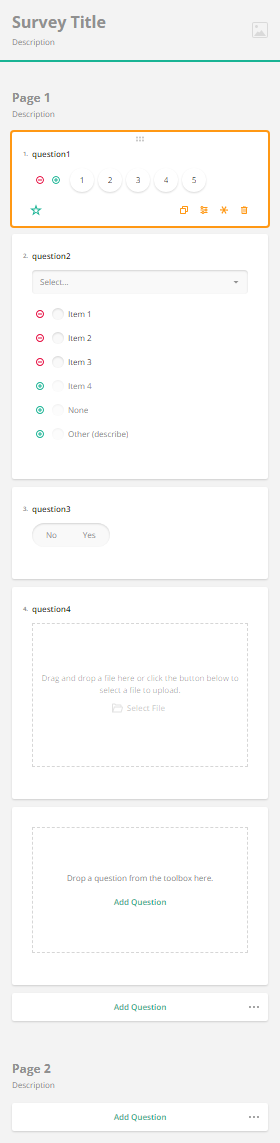 Survey Title
Description
Page 1
Description
1. question1
1 2 3 4 5
2. question2
Select...
Item 1
Item 2
Item 3
Item 4
None
Other (describe)
3. question3
No Yes
4. question4
Drag and drop a file here or click the button below to
select a file to upload.
Select File
Drop a question from the toolbox here.
Add Question
Add Question
Page 2
Description
Add Question